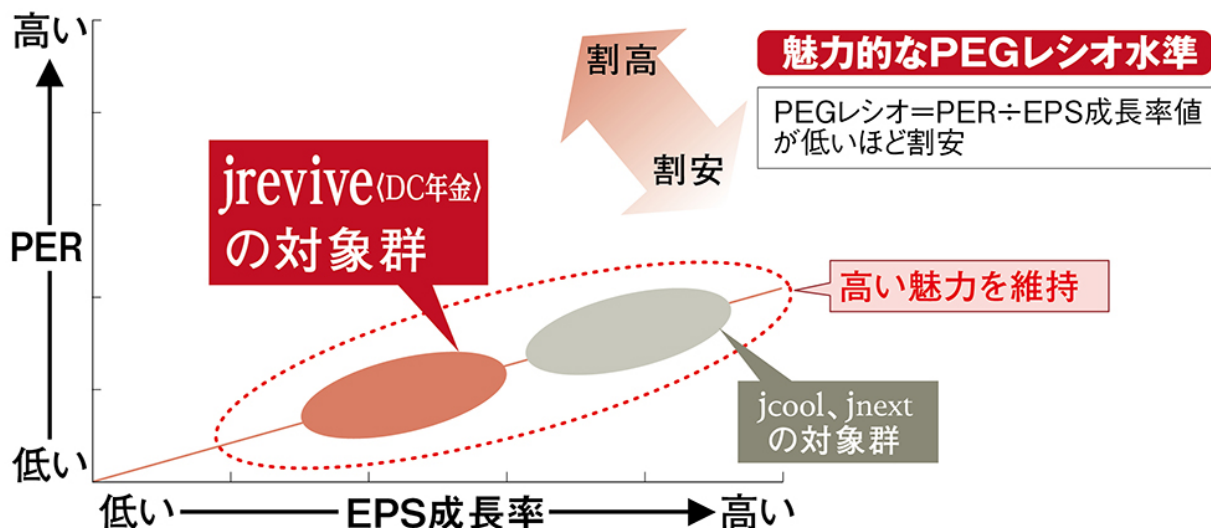 高い
割高
割安
魅力的なPEGレシオ水準
PEGレシオ=PER÷EPS成長率値
が低いほど割安
jrevive〈DC年金〉
の対象群
PER
高い魅力を維持
jcool、jnext
の対象群
低い
低い EPS成長率 高い